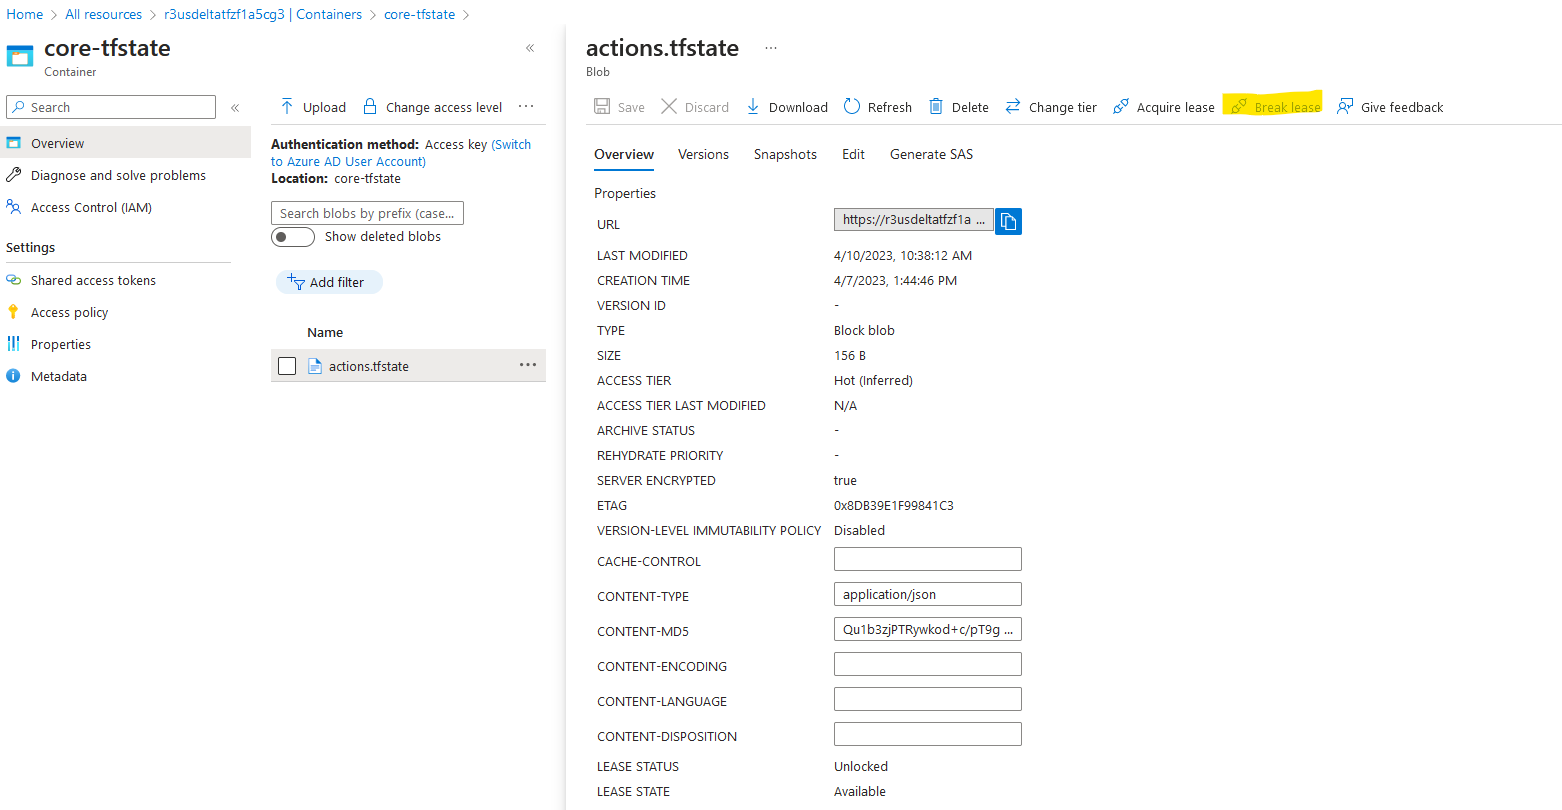 Home > All resources > r3usdeltatfzf1a5cg3 | Containers > core-tfstate >
core-tfstate
Container
Search
Overview
Diagnose and solve problems
Access Control (IAM)
Settings
Shared access tokens
Access policy
Properties
Metadata
Upload Change access level ...
Authentication method: Access key (Switch
to Azure AD User Account)
Location: core-tfstate
Search blobs by prefix (case...
Show deleted blobs
Add filter
Name
actions.tfstate ...
actions.tfstate ...
Blob
Save Discard Download Refresh Delete Change tier Acquire lease Break lease Give feedback
Overview Versions Snapshots Edit Generate SAS
Properties
URL https://r3usdeltatfzf1a ...
LAST MODIFIED 4/10/2023, 10:38:12 AM
CREATION TIME 4/7/2023, 1:44:46 PM
VERSION ID -
TYPE Block blob
SIZE 156 B
ACCESS TIER Hot (Inferred)
ACCESS TIER LAST MODIFIED N/A
ARCHIVE STATUS -
REHYDRATE PRIORITY -
SERVER ENCRYPTED true
ETAG 0x8DB39E1F99841C3
VERSION-LEVEL IMMUTABILITY POLICY Disabled
CACHE-CONTROL
CONTENT-TYPE application/json
CONTENT-MD5 Qu1b3zjPTRywkod+c/pT9g ...
CONTENT-ENCODING
CONTENT-LANGUAGE
CONTENT-DISPOSITION
LEASE STATUS Unlocked
LEASE STATE Available